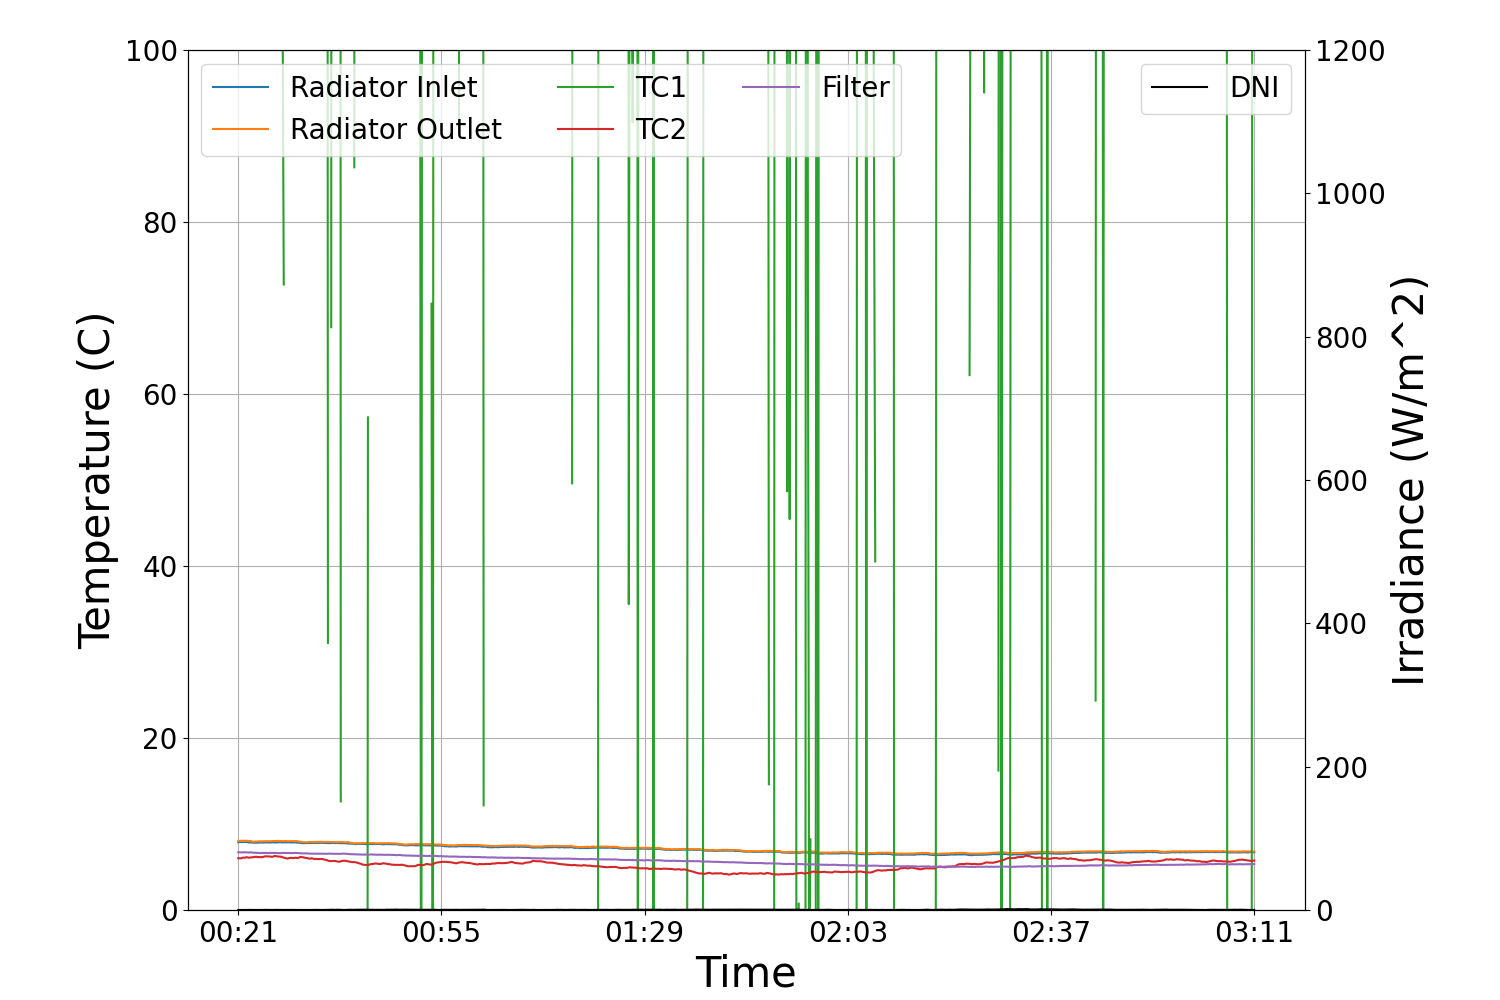 100
80
60
40
20
0
Temperature (C)
Radiator Inlet
Radiator Outlet
TC1
TC2
Filter
DNI
1200
1000
800
600
400
200
0
Irradiance (W/m^2)
00:21 00:55 01:29 02:03 02:37 03:11
Time